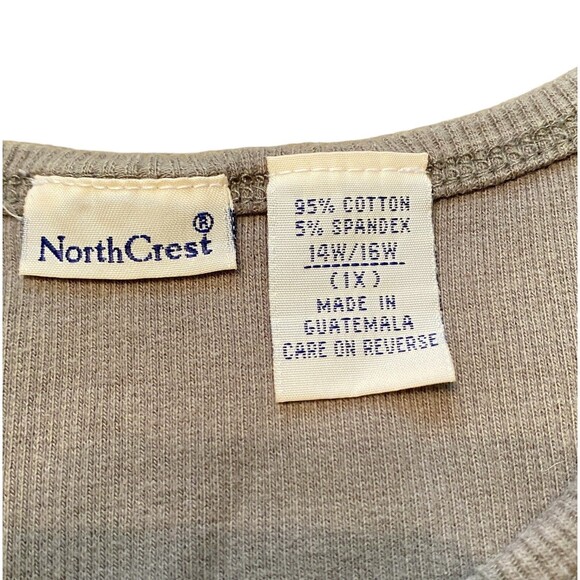 NorthCrest®
95% COTTON
5% SPANDEX
14W/16W
(1X)
MADE IN
GUATEMALA
CARE ON REVERSE